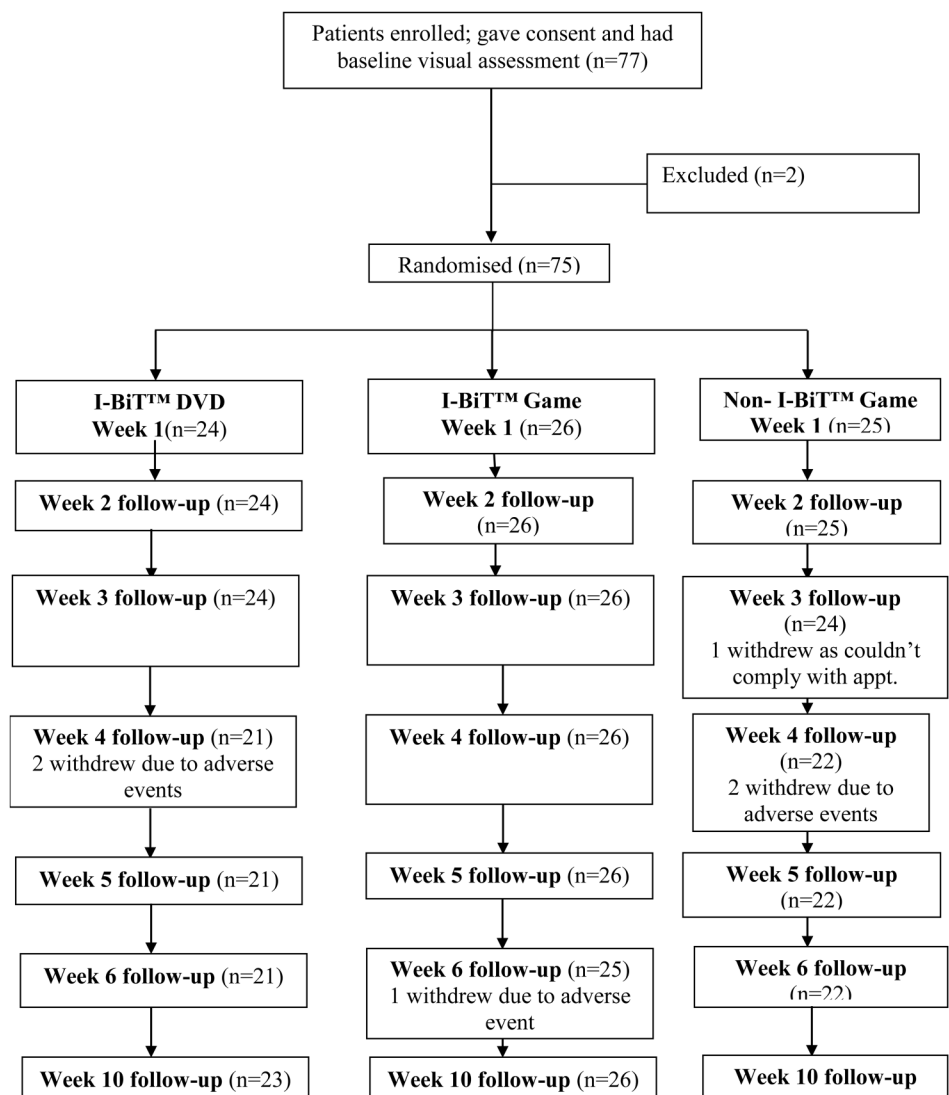 Patients enrolled; gave consent and had
baseline visual assessment (n=77)
Excluded (n=2)
Randomised (n=75)
I-BiT™ DVD
Week 1(n=24)
Week 2 follow-up (n=24)
Week 3 follow-up (n=24)
Week 4 follow-up (n=21)
2 withdrew due to adverse
events
Week 5 follow-up (n=21)
Week 6 follow-up (n=21)
Week 10 follow-up (n=23)
I-BiT™ Game
Week 1 (n=26)
Week 2 follow-up
(n=26)
Week 3 follow-up (n=26)
Week 4 follow-up (n=26)
Week 5 follow-up (n=26)
Week 6 follow-up (n=25)
1 withdrew due to adverse
event
Week 10 follow-up (n=26)
Non- I-BiT™ Game
Week 1 (n=25)
Week 2 follow-up
(n=25)
Week 3 follow-up
(n=24)
1 withdrew as couldn’t
comply with appt.
Week 4 follow-up
(n=22)
2 withdrew due to
adverse events
Week 5 follow-up
(n=22)
Week 6 follow-up
(n=22)
Week 10 follow-up